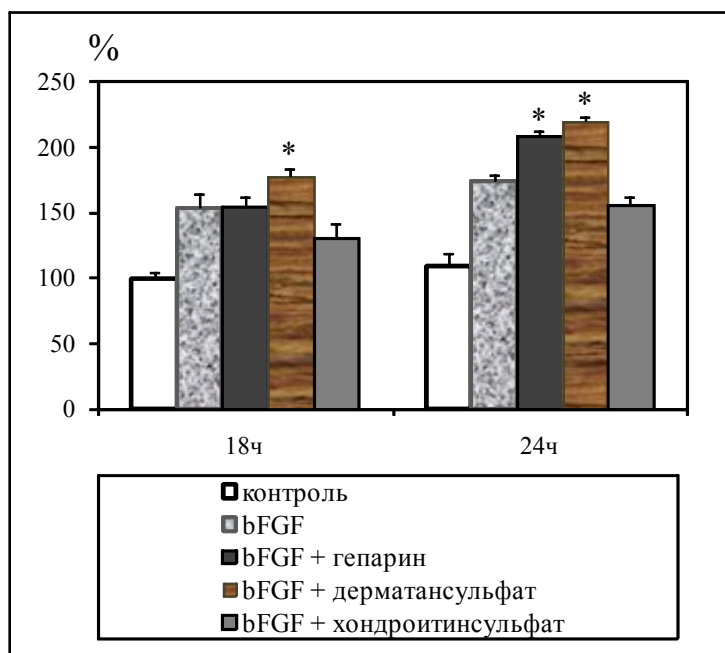 %
250
200
150
100
50
0
*
*
*
18ч
24ч
контроль
bFGF
bFGF + гепарин
bFGF + дерматансульфат
bFGF + хондроитинсульфат